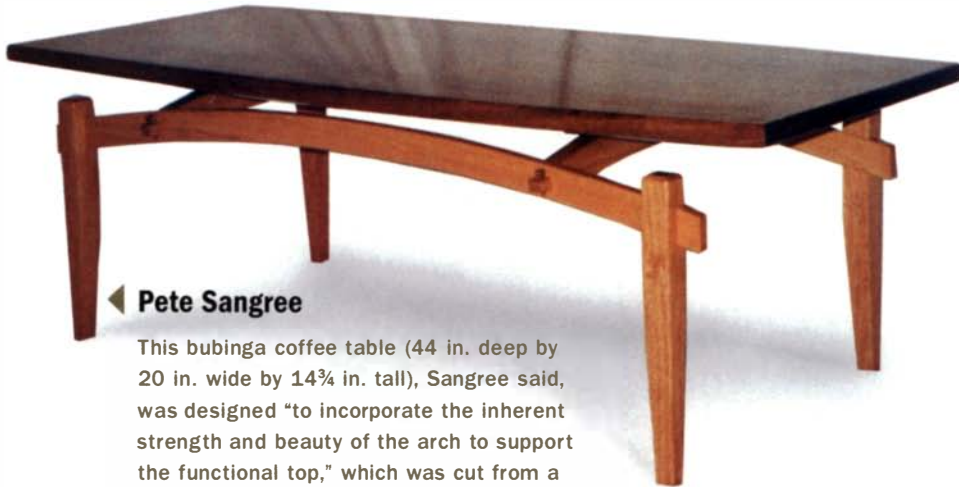 Pete Sangree
This bubinga coffee table (44 in. deep by
20 in. wide by 14¾ in. tall), Sangree said,
was designed “to incorporate the inherent
strength and beauty of the arch to support
the functional top,” which was cut from a